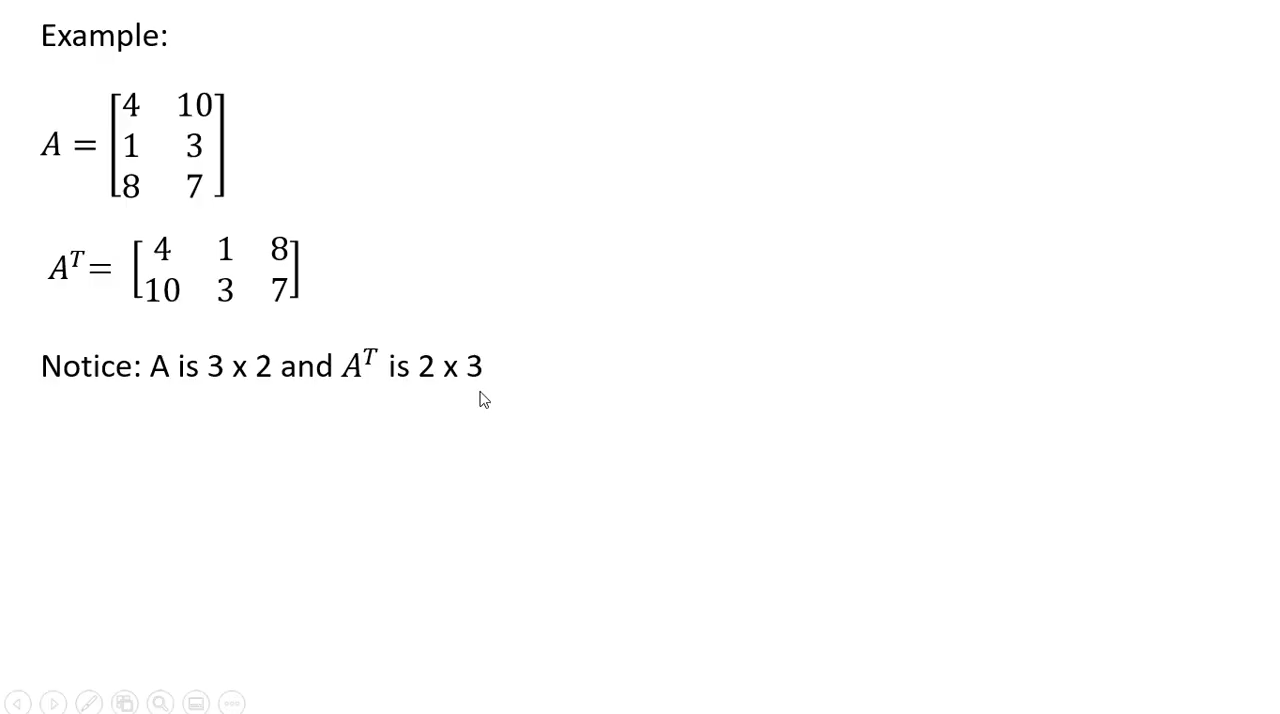 Example:
A = [4 10
1 3
8 7]
A^T = [4 1 8
10 3 7]
Notice: A is 3 x 2 and A^T is 2 x 3